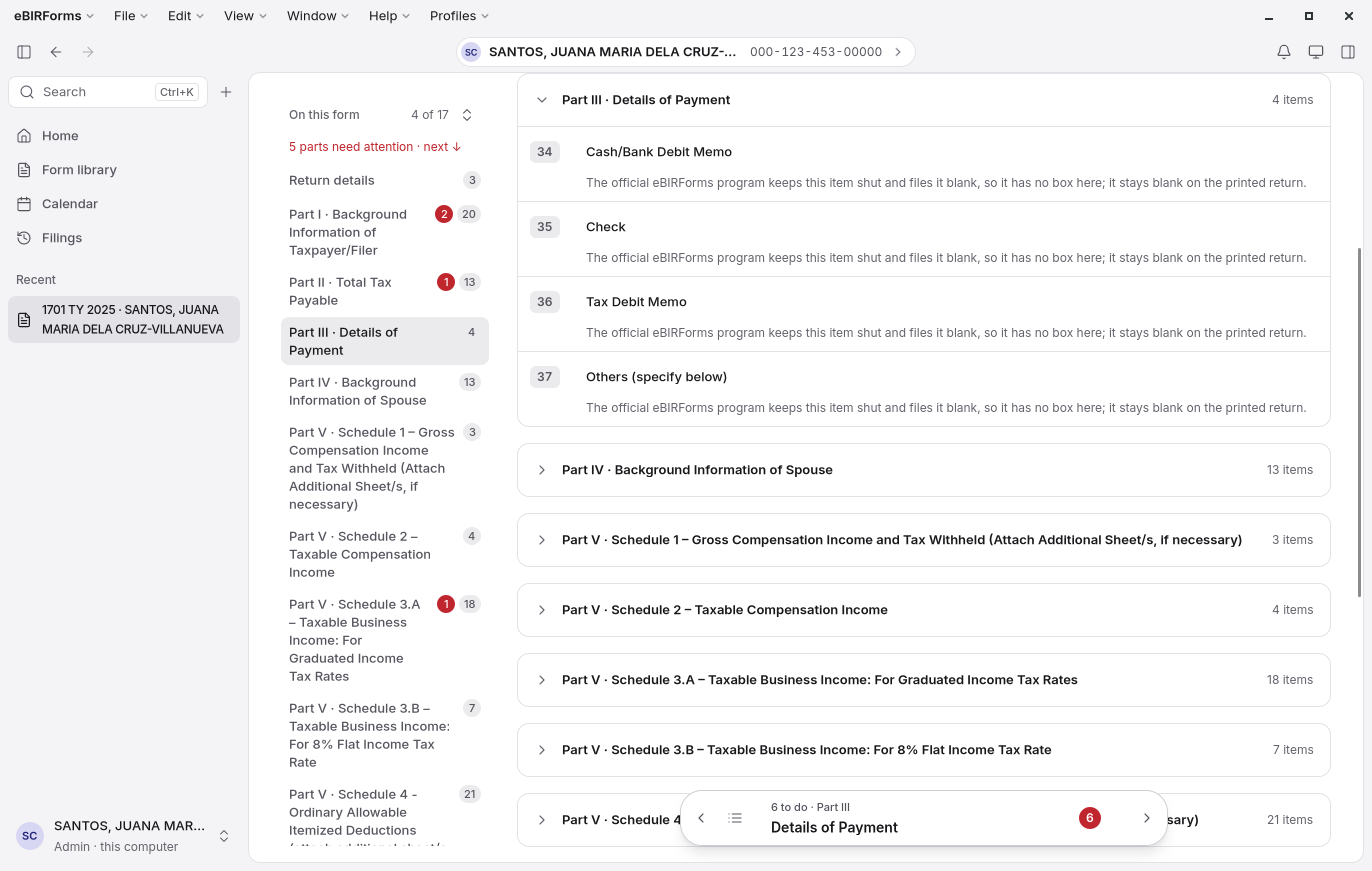 eBIRForms File Edit View Window Help Profiles
SC SANTOS, JUANA MARIA DELA CRUZ-... 000-123-453-00000
Search Ctrl+K
Home
Form library
Calendar
Filings
Recent
1701 TY 2025 · SANTOS, JUANA
MARIA DELA CRUZ-VILLANUEVA
SC SANTOS, JUANA MAR...
Admin · this computer
On this form 4 of 17
5 parts need attention · next ↓
Return details 3
Part I · Background 2 20
Information of
Taxpayer/Filer
Part II · Total Tax 1 13
Payable
Part III · Details of 4
Payment
Part IV · Background 13
Information of Spouse
Part V · Schedule 1 – Gross 3
Compensation Income
and Tax Withheld (Attach
Additional Sheet/s, if
necessary)
Part V · Schedule 2 – 4
Taxable Compensation
Income
Part V · Schedule 3.A 1 18
– Taxable Business
Income: For
Graduated Income
Tax Rates
Part V · Schedule 3.B – 7
Taxable Business Income:
For 8% Flat Income Tax
Rate
Part V · Schedule 4 - 21
Ordinary Allowable
Itemized Deductions
Part III · Details of Payment 4 items
34 Cash/Bank Debit Memo
The official eBIRForms program keeps this item shut and files it blank, so it has no box here; it stays blank on the printed return.
35 Check
The official eBIRForms program keeps this item shut and files it blank, so it has no box here; it stays blank on the printed return.
36 Tax Debit Memo
The official eBIRForms program keeps this item shut and files it blank, so it has no box here; it stays blank on the printed return.
37 Others (specify below)
The official eBIRForms program keeps this item shut and files it blank, so it has no box here; it stays blank on the printed return.
Part IV · Background Information of Spouse 13 items
Part V · Schedule 1 – Gross Compensation Income and Tax Withheld (Attach Additional Sheet/s, if necessary) 3 items
Part V · Schedule 2 – Taxable Compensation Income 4 items
Part V · Schedule 3.A – Taxable Business Income: For Graduated Income Tax Rates 18 items
Part V · Schedule 3.B – Taxable Business Income: For 8% Flat Income Tax Rate 7 items
Part V · Schedule 4 sary) 21 items
6 to do · Part III
Details of Payment 6